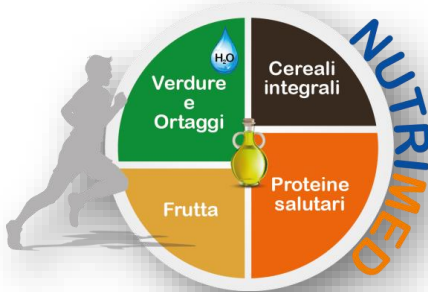 H₂O
Verdure
e
Ortaggi
Cereali
integrali
Frutta
Proteine
salutari
NUTRIMED